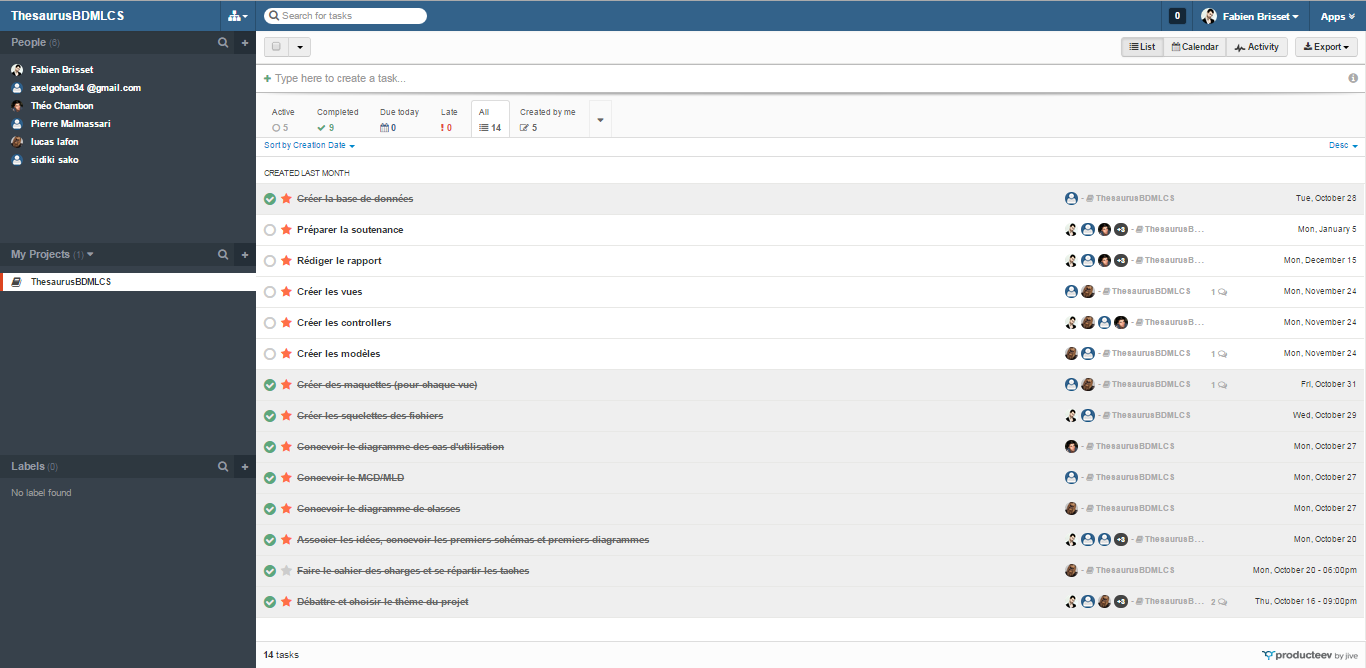 ThesaurusBDMLCS
Search for tasks
0
Fabien Brisset
Apps
People (6)
Fabien Brisset
axelgohan34 @gmail.com
Théo Chambon
Pierre Malmassari
lucas lafon
sidiki sako
My Projects (1)
ThesaurusBDMLCS
Labels (0)
No label found
List
Calendar
Activity
Export
Type here to create a task...
Active
5
Completed
9
Due today
0
Late
0
All
14
Created by me
5
Sort by Creation Date
Desc
CREATED LAST MONTH
Créer la base de données - ThesaurusBDMLCS Tue, October 28
Préparer la soutenance +3 - ThesaurusB... Mon, January 5
Rédiger le rapport +3 - ThesaurusB... Mon, December 15
Créer les vues - ThesaurusBDMLCS 1 Mon, November 24
Créer les controllers - ThesaurusB... Mon, November 24
Créer les modèles - ThesaurusBDMLCS 1 Mon, November 24
Créer des maquettes (pour chaque vue) - ThesaurusBDMLCS 1 Fri, October 31
Créer les squelettes des fichiers - ThesaurusBDMLCS Wed, October 29
Concevoir le diagramme des cas d'utilisation - ThesaurusBDMLCS Mon, October 27
Concevoir le MCD/MLD - ThesaurusBDMLCS Mon, October 27
Concevoir le diagramme de classes - ThesaurusBDMLCS Mon, October 27
Associer les idées, concevoir les premiers schémas et premiers diagrammes +3 - ThesaurusB... Mon, October 20
Faire le cahier des charges et se répartir les taches - ThesaurusBDMLCS Mon, October 20 - 06:00pm
Débattre et choisir le thème du projet +3 - ThesaurusB... 2 Thu, October 16 - 09:00pm
14 tasks
producteev by jive